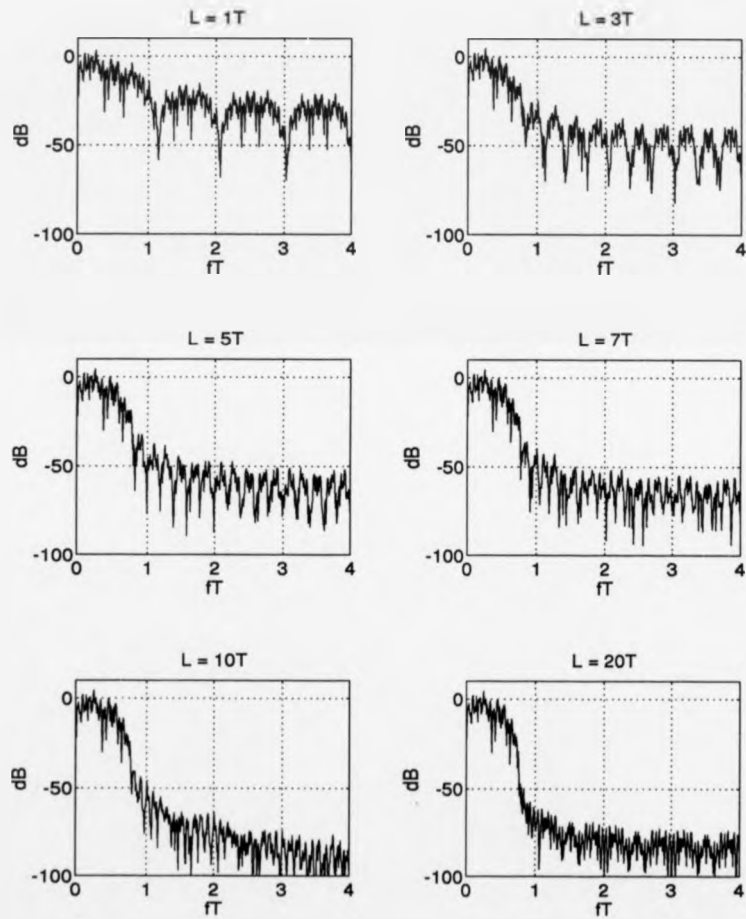 L = 1T
0
-50
-100
dB
0 1 2 3 4
fT
L = 3T
0
-50
-100
dB
0 1 2 3 4
fT
L = 5T
0
-50
-100
dB
0 1 2 3 4
fT
L = 7T
0
-50
-100
dB
0 1 2 3 4
fT
L = 10T
0
-50
-100
dB
0 1 2 3 4
fT
L = 20T
0
-50
-100
dB
0 1 2 3 4
fT